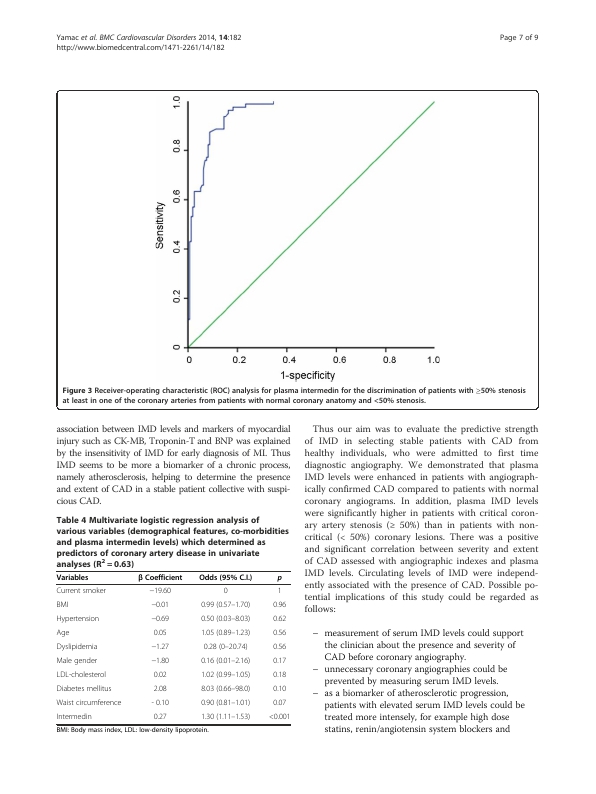 Yamac et al. BMC Cardiovascular Disorders 2014, 14:182
http://www.biomedcentral.com/1471-2261/14/182
Page 7 of 9
1.0
0.8
0.6
0.4
0.2
0
Sensitivity
0 0.2 0.4 0.6 0.8 1.0
1-specificity
Figure 3 Receiver-operating characteristic (ROC) analysis for plasma intermedin for the discrimination of patients with ≥50% stenosis
at least in one of the coronary arteries from patients with normal coronary anatomy and <50% stenosis.
association between IMD levels and markers of myocardial
injury such as CK-MB, Troponin-T and BNP was explained
by the insensitivity of IMD for early diagnosis of MI. Thus
IMD seems to be more a biomarker of a chronic process,
namely atherosclerosis, helping to determine the presence
and extent of CAD in a stable patient collective with suspi-
cious CAD.
Table 4 Multivariate logistic regression analysis of
various variables (demographical features, co-morbidities
and plasma intermedin levels) which determined as
predictors of coronary artery disease in univariate
analyses (R² = 0.63)
Variables β Coefficient Odds (95% C.I.) p
Current smoker −19.60 0 1
BMI −0.01 0.99 (0.57–1.70) 0.96
Hypertension −0.69 0.50 (0.03–8.03) 0.62
Age 0.05 1.05 (0.89–1.23) 0.56
Dyslipidemia −1.27 0.28 (0–20.74) 0.56
Male gender −1.80 0.16 (0.01–2.16) 0.17
LDL-cholesterol 0.02 1.02 (0.99–1.05) 0.18
Diabetes mellitus 2.08 8.03 (0.66–98.0) 0.10
Waist circumference - 0.10 0.90 (0.81–1.01) 0.07
Intermedin 0.27 1.30 (1.11–1.53) <0.001
BMI: Body mass index, LDL: low-density lipoprotein.
Thus our aim was to evaluate the predictive strength
of IMD in selecting stable patients with CAD from
healthy individuals, who were admitted to first time
diagnostic angiography. We demonstrated that plasma
IMD levels were enhanced in patients with angiograph-
ically confirmed CAD compared to patients with normal
coronary angiograms. In addition, plasma IMD levels
were significantly higher in patients with critical coron-
ary artery stenosis (≥ 50%) than in patients with non-
critical (< 50%) coronary lesions. There was a positive
and significant correlation between severity and extent
of CAD assessed with angiographic indexes and plasma
IMD levels. Circulating levels of IMD were independ-
ently associated with the presence of CAD. Possible po-
tential implications of this study could be regarded as
follows:
– measurement of serum IMD levels could support
the clinician about the presence and severity of
CAD before coronary angiography.
– unnecessary coronary angiographies could be
prevented by measuring serum IMD levels.
– as a biomarker of atherosclerotic progression,
patients with elevated serum IMD levels could be
treated more intensely, for example high dose
statins, renin/angiotensin system blockers and